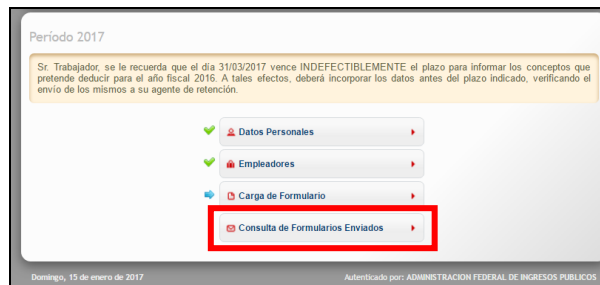 Período 2017
Sr. Trabajador, se le recuerda que el día 31/03/2017 vence INDEFECTIBLEMENTE el plazo para informar los conceptos que
pretende deducir para el año fiscal 2016. A tales efectos, deberá incorporar los datos antes del plazo indicado, verificando el
envío de los mismos a su agente de retención.
Datos Personales
Empleadores
Carga de Formulario
Consulta de Formularios Enviados
Domingo, 15 de enero de 2017 Autenticado por: ADMINISTRACION FEDERAL DE INGRESOS PUBLICOS